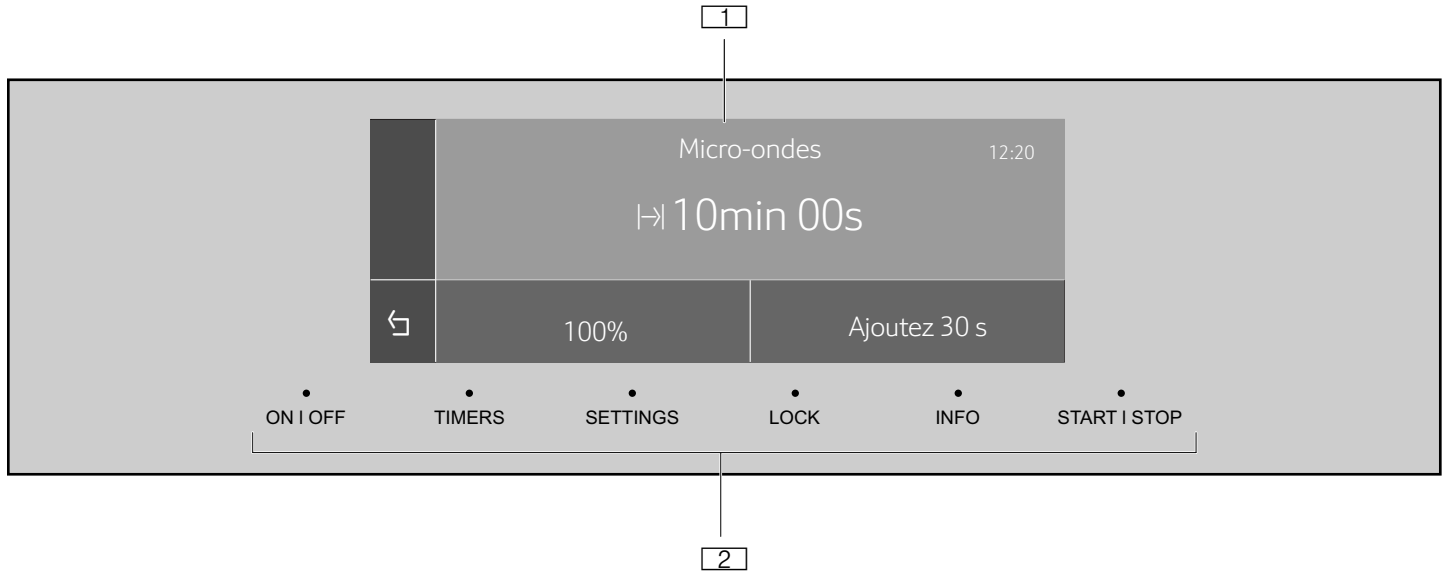 1
Micro-ondes
12:20
10min 00s
100%
Ajoutez 30 s
ON I OFF
TIMERS
SETTINGS
LOCK
INFO
START I STOP
2